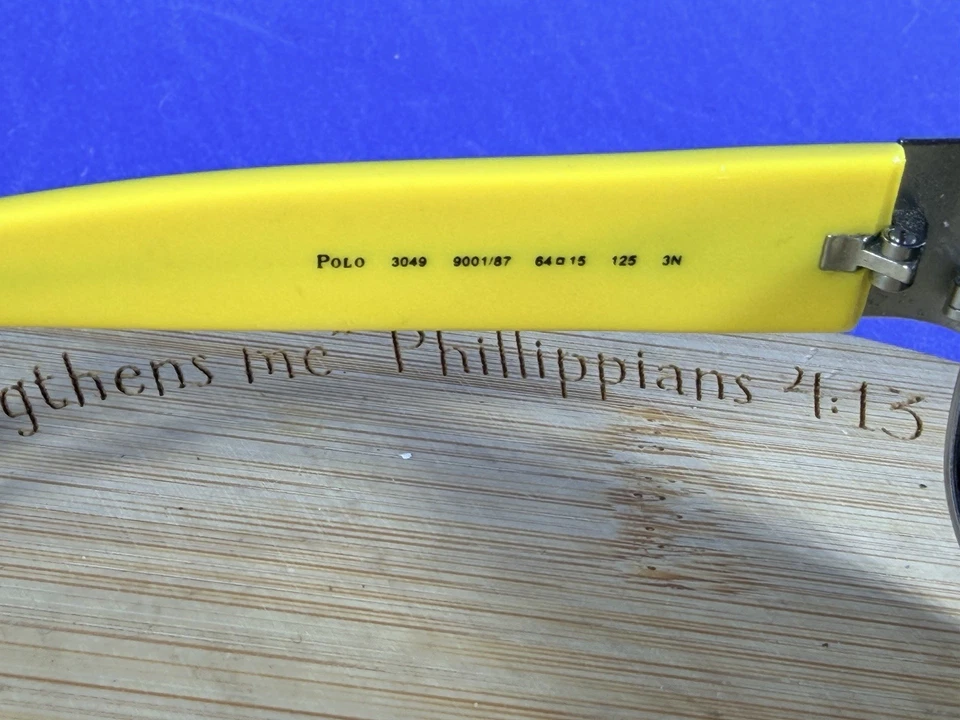 POLO 3049 9001/87 64□15 125 3N
gthens me" Phillippians 4:13